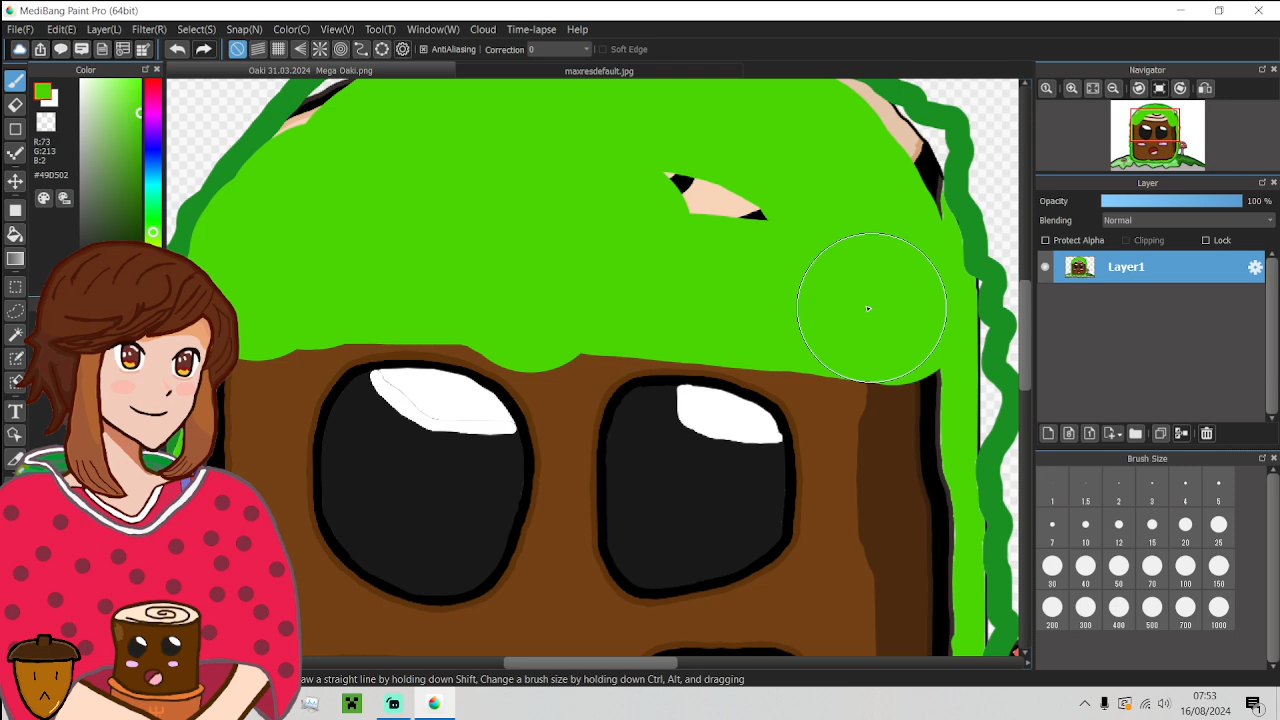 MediBang Paint Pro (64bit)
File(F) Edit(E) Layer(L) Filter(R) Select(S) Snap(N) Color(C) View(V) Tool(T) Window(W) Cloud Time-lapse Help
AntiAliasing Correction 0 Soft Edge
Color
Oaki 31.03.2024 Mega Oaki.png
maxresdefault.jpg
Navigator
R:73
G:213
B:2
#49D502
Layer
Opacity 100 %
Blending Normal
Protect Alpha Clipping Lock
Layer1
T
Brush Size
1 1.5 2 3 4 5
7 10 12 15 20 25
30 40 50 70 100 150
200 300 400 500 700 1000
aw a straight line by holding down Shift, Change a brush size by holding down Ctrl, Alt, and dragging
07:53
16/08/2024
1